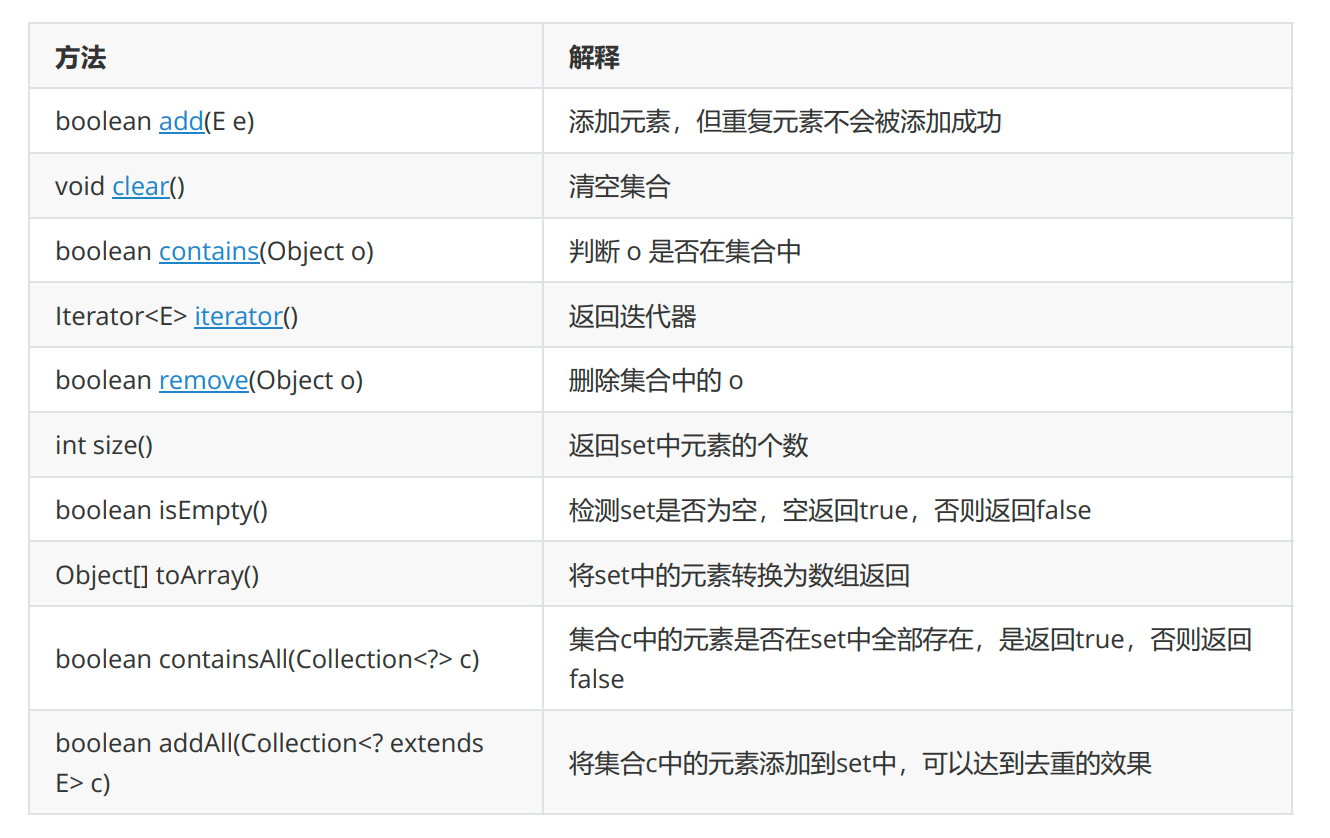 方法
解释
boolean add(E e)
添加元素，但重复元素不会被添加成功
void clear()
清空集合
boolean contains(Object o)
判断 o 是否在集合中
Iterator<E> iterator()
返回迭代器
boolean remove(Object o)
删除集合中的 o
int size()
返回set中元素的个数
boolean isEmpty()
检测set是否为空，空返回true，否则返回false
Object[] toArray()
将set中的元素转换为数组返回
boolean containsAll(Collection<?> c)
集合c中的元素是否在set中全部存在，是返回true，否则返回
false
boolean addAll(Collection<? extends
E> c)
将集合c中的元素添加到set中，可以达到去重的效果